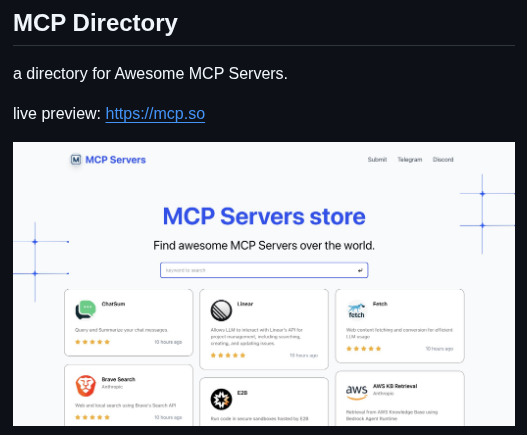 MCP Directory
a directory for Awesome MCP Servers.
live preview: https://mcp.so
M MCP Servers
Submit Telegram Discord
MCP Servers store
Find awesome MCP Servers over the world.
Keyword to search
ChatSum
Query and Summarize your chat messages.
10 hours ago
Linear
Allows LLM to interact with Linear's API for
project management, including searching,
creating, and updating issues.
10 hours ago
fetch
Fetch
Web content fetching and conversion for efficient
LLM usage
10 hours ago
Brave Search
Anthropic
Web and local search using Brave's Search API
10 hours ago
E2B
Run code in secure sandboxes hosted by E2B
aws
AWS KB Retrieval
Anthropic
Retrieval from AWS Knowledge Base using
Bedrock Agent Runtime